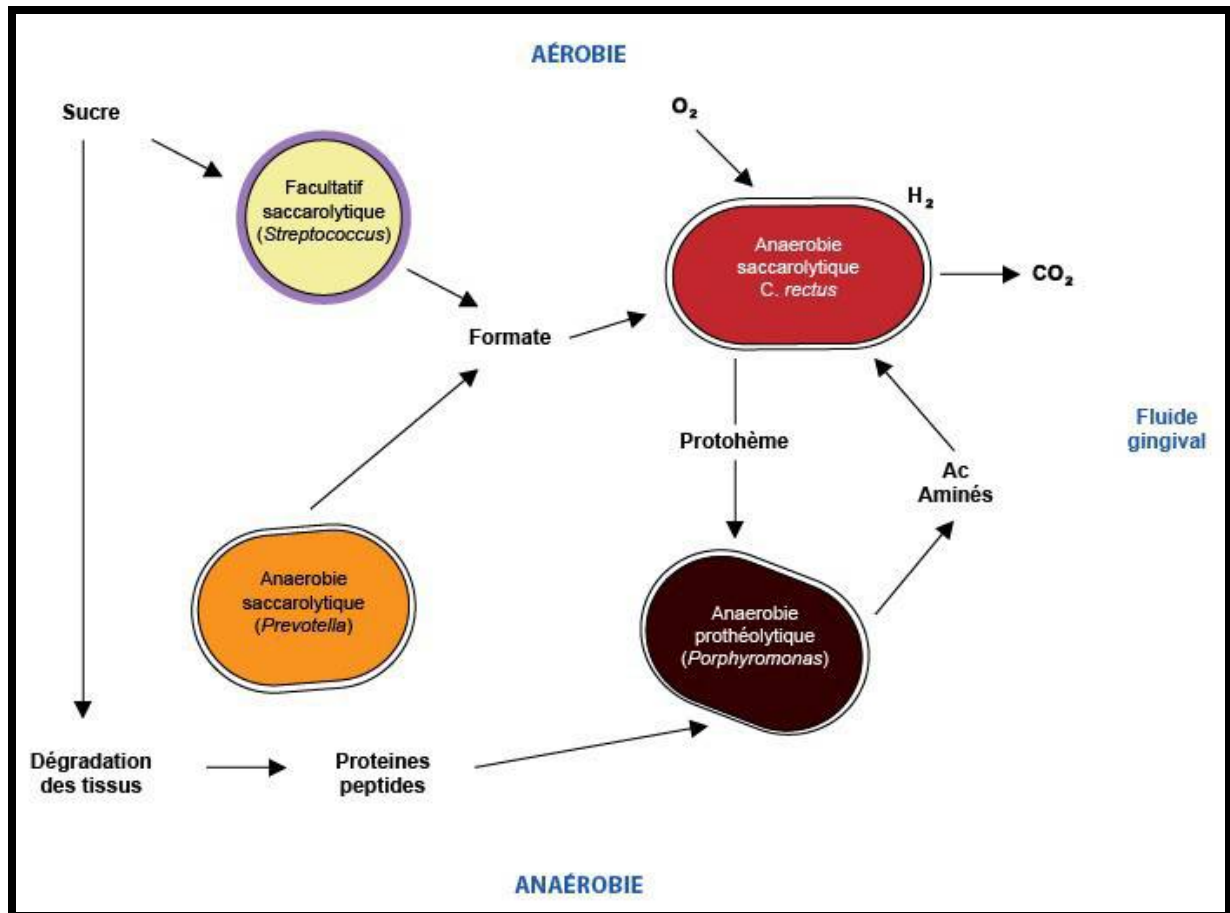 AÉROBIE
Sucre
O₂
Facultatif
saccarolytique
(Streptococcus)
H₂
Anaerobie
saccarolytique
C. rectus
CO₂
Formate
Protohème
Fluide
gingival
Ac
Aminés
Anaerobie
saccarolytique
(Prevotella)
Anaerobie
prothéolytique
(Porphyromonas)
Dégradation
des tissus
Proteines
peptides
ANAÉROBIE